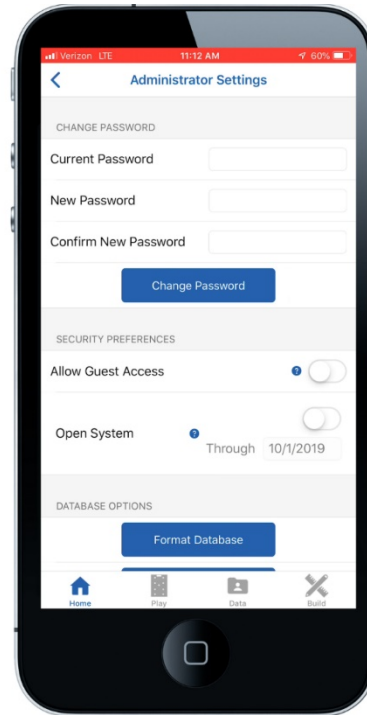 Verizon LTE 11:12 AM 60%
Administrator Settings
CHANGE PASSWORD
Current Password
New Password
Confirm New Password
Change Password
SECURITY PREFERENCES
Allow Guest Access ?
Open System ?
Through 10/1/2019
DATABASE OPTIONS
Format Database
Home Play Data Build